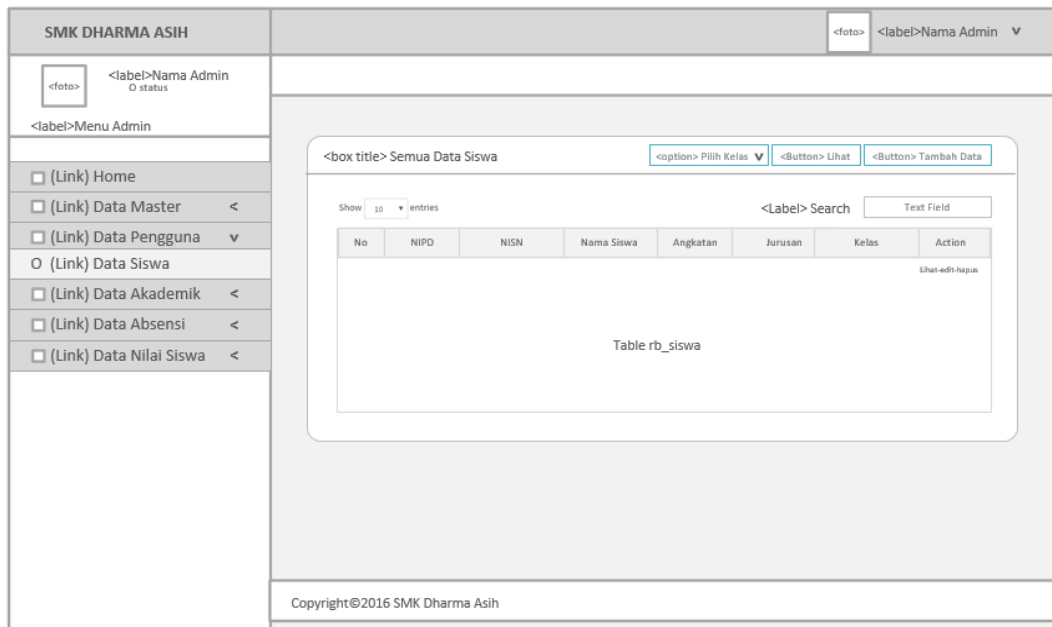 SMK DHARMA ASIH
<foto> <label>Nama Admin v
<foto> <label>Nama Admin
O status
<label>Menu Admin
(Link) Home
(Link) Data Master <
(Link) Data Pengguna v
O (Link) Data Siswa
(Link) Data Akademik <
(Link) Data Absensi <
(Link) Data Nilai Siswa <
<box title> Semua Data Siswa <option> Pilih Kelas v <Button> Lihat <Button> Tambah Data
Show 10 entries <Label> Search Text Field
No NIPD NISN Nama Siswa Angkatan Jurusan Kelas Action
Lihat-edit-hapus
Table rb_siswa
Copyright©2016 SMK Dharma Asih